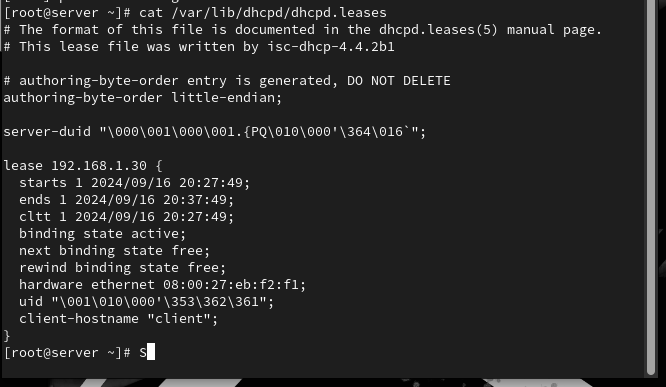 [root@server ~]# cat /var/lib/dhcpd/dhcpd.leases
# The format of this file is documented in the dhcpd.leases(5) manual page.
# This lease file was written by isc-dhcp-4.4.2b1

# authoring-byte-order entry is generated, DO NOT DELETE
authoring-byte-order little-endian;

server-duid "\000\001\000\001.{PQ\010\000'\364\016`";

lease 192.168.1.30 {
  starts 1 2024/09/16 20:27:49;
  ends 1 2024/09/16 20:37:49;
  cltt 1 2024/09/16 20:27:49;
  binding state active;
  next binding state free;
  rewind binding state free;
  hardware ethernet 08:00:27:eb:f2:f1;
  uid "\001\010\000'\353\362\361";
  client-hostname "client";
}
[root@server ~]# S